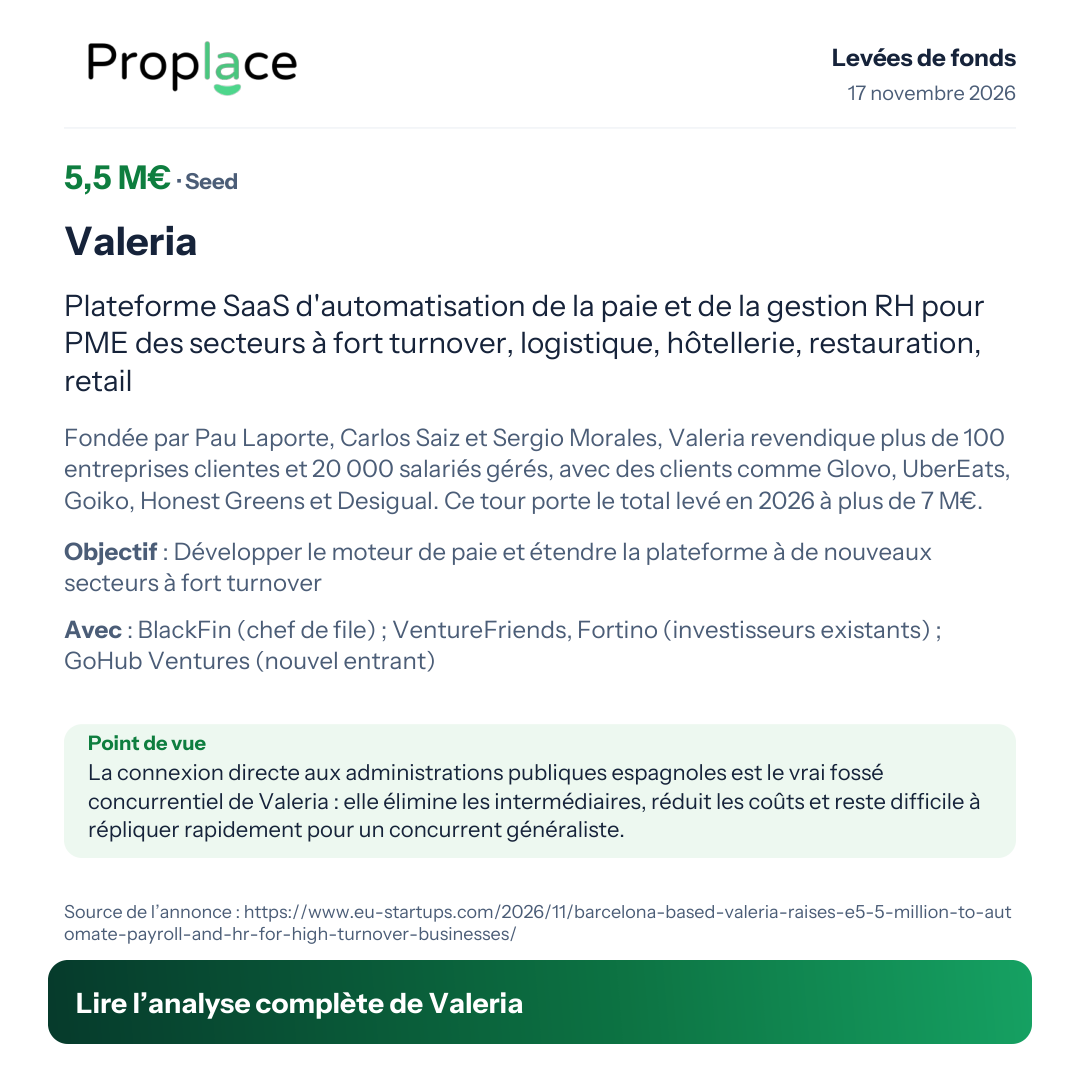 Proplace
Levées de fonds
17 novembre 2026
5,5 M€ · Seed
Valeria
Plateforme SaaS d'automatisation de la paie et de la gestion RH pour
PME des secteurs à fort turnover, logistique, hôtellerie, restauration,
retail
Fondée par Pau Laporte, Carlos Saiz et Sergio Morales, Valeria revendique plus de 100
entreprises clientes et 20 000 salariés gérés, avec des clients comme Glovo, UberEats,
Goiko, Honest Greens et Desigual. Ce tour porte le total levé en 2026 à plus de 7 M€.
Objectif : Développer le moteur de paie et étendre la plateforme à de nouveaux
secteurs à fort turnover
Avec : BlackFin (chef de file) ; VentureFriends, Fortino (investisseurs existants) ;
GoHub Ventures (nouvel entrant)
Point de vue
La connexion directe aux administrations publiques espagnoles est le vrai fossé
concurrentiel de Valeria : elle élimine les intermédiaires, réduit les coûts et reste difficile à
répliquer rapidement pour un concurrent généraliste.
Source de l’annonce : https://www.eu-startups.com/2026/11/barcelona-based-valeria-raises-e5-5-million-to-aut
omate-payroll-and-hr-for-high-turnover-businesses/
Lire l’analyse complète de Valeria